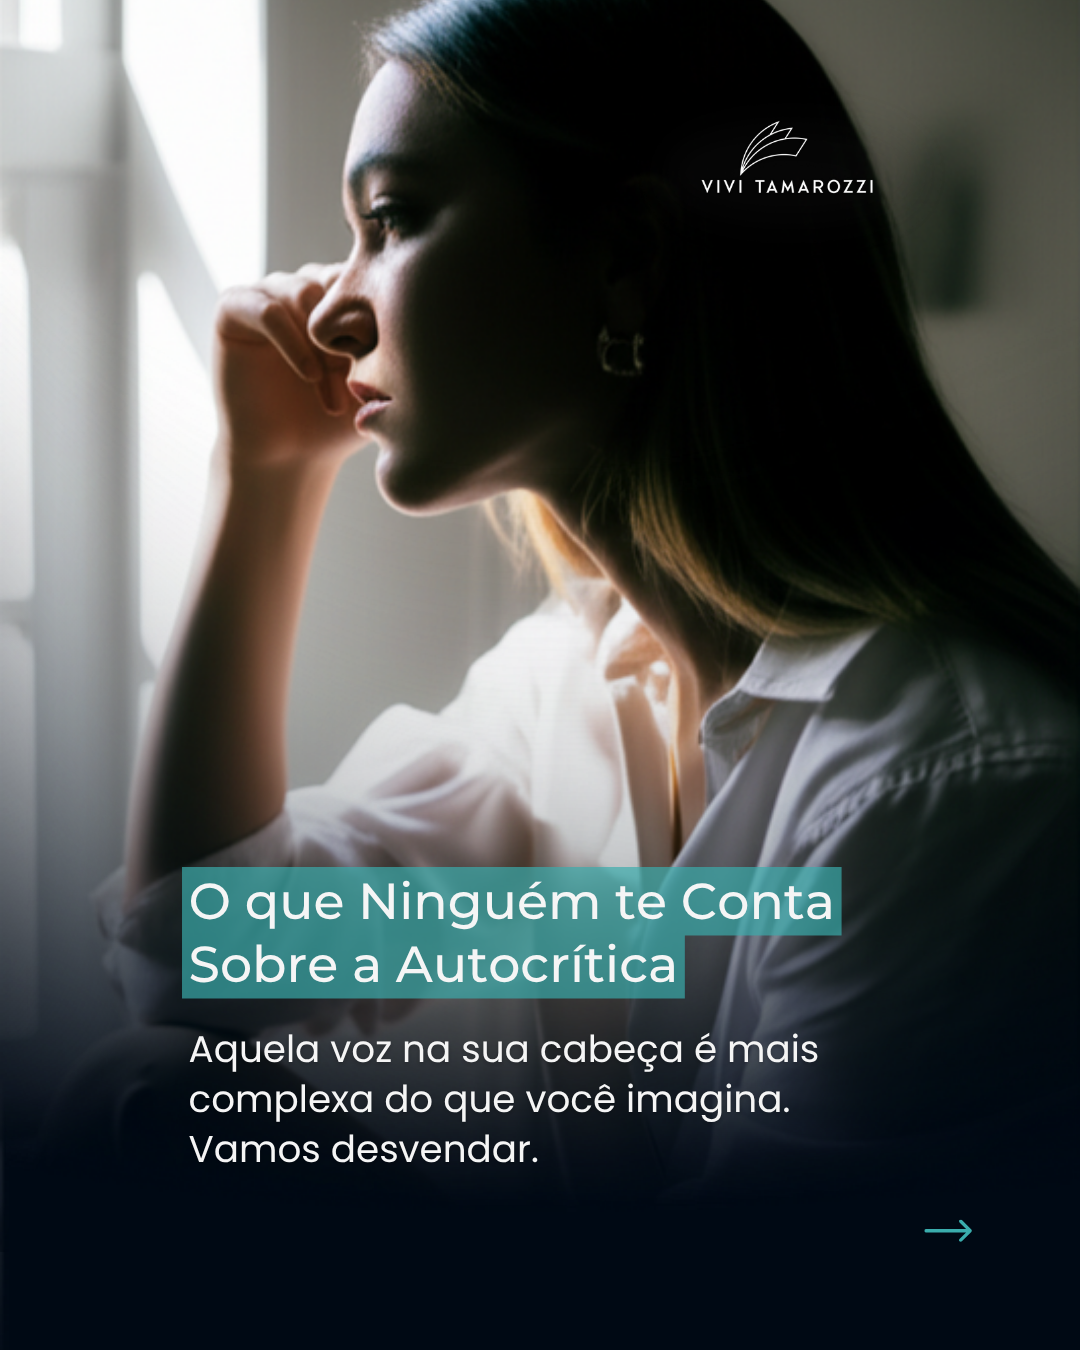 VIVI TAMAROZZI
O que Ninguém te Conta
Sobre a Autocrítica
Aquela voz na sua cabeça é mais
complexa do que você imagina.
Vamos desvendar.